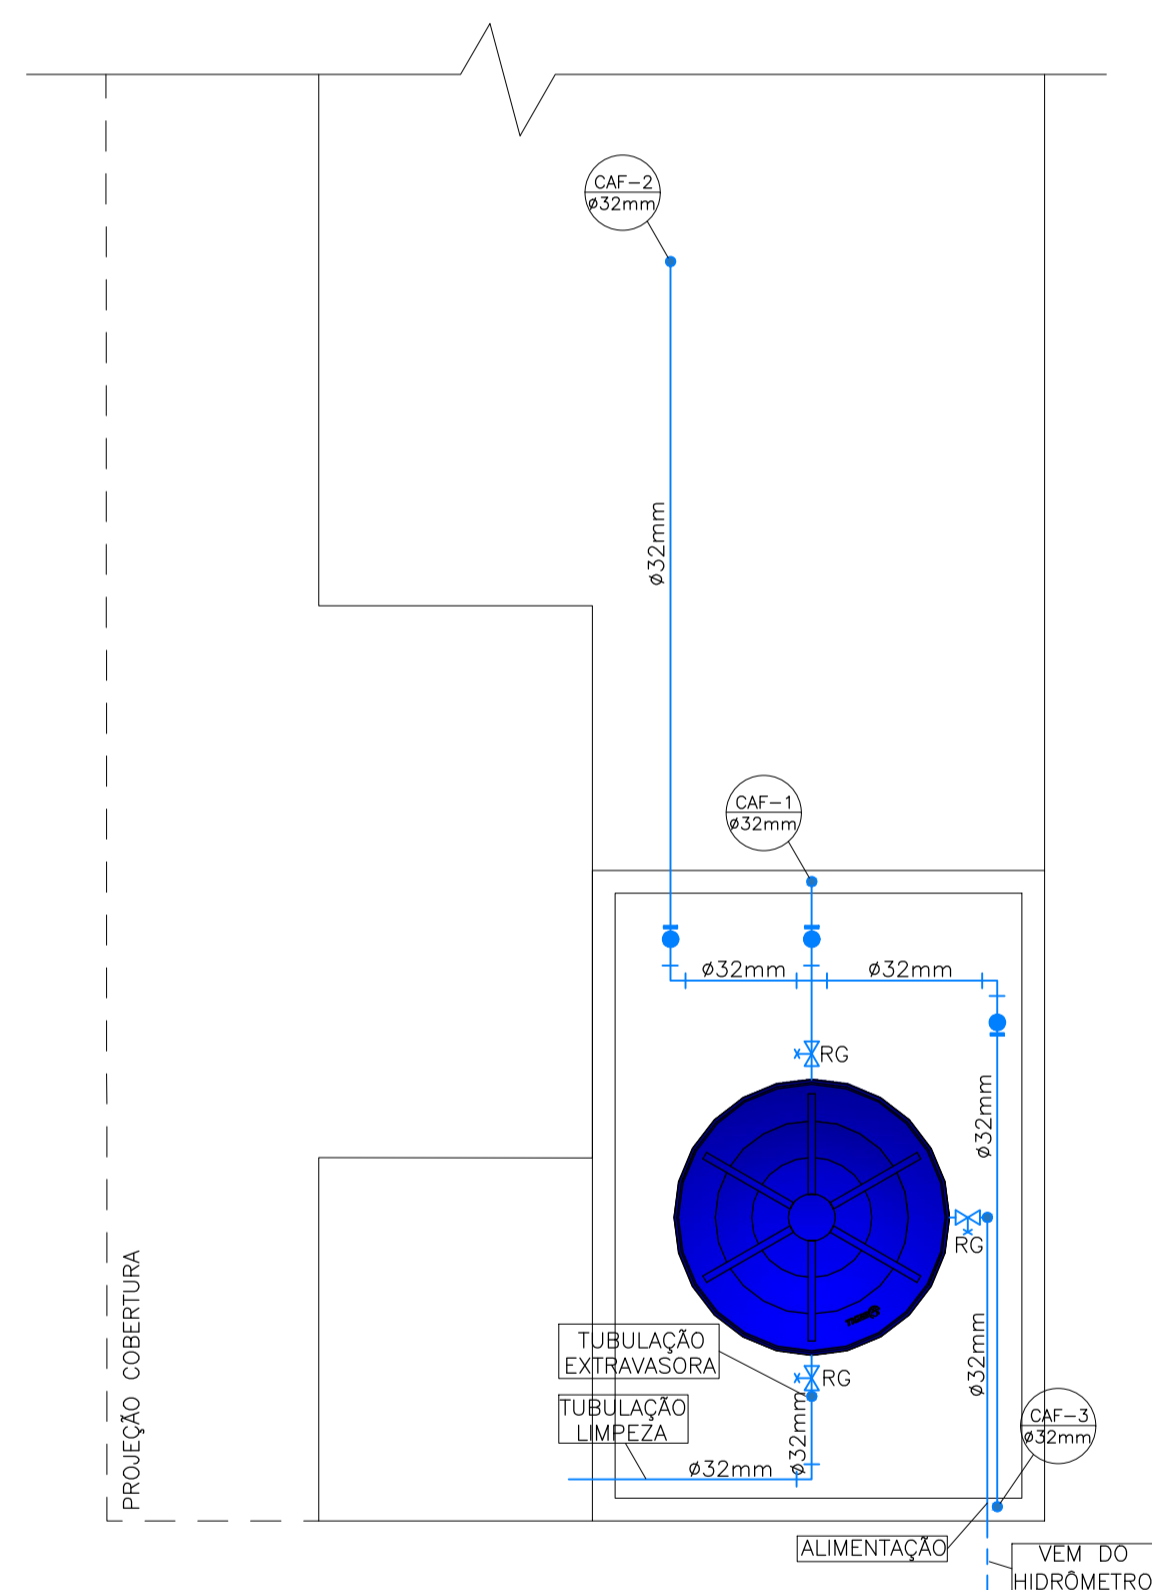 CAF-2
ø32mm
ø32mm
CAF-1
ø32mm
ø32mm
ø32mm
RG
ø32mm
RG
TUBULAÇÃO
EXTRAVASORA
RG
TUBULAÇÃO
LIMPEZA
ø32mm
ø32mm
ø32mm
CAF-3
ø32mm
PROJEÇÃO COBERTURA
ALIMENTAÇÃO
VEM DO
HIDRÔMETRO